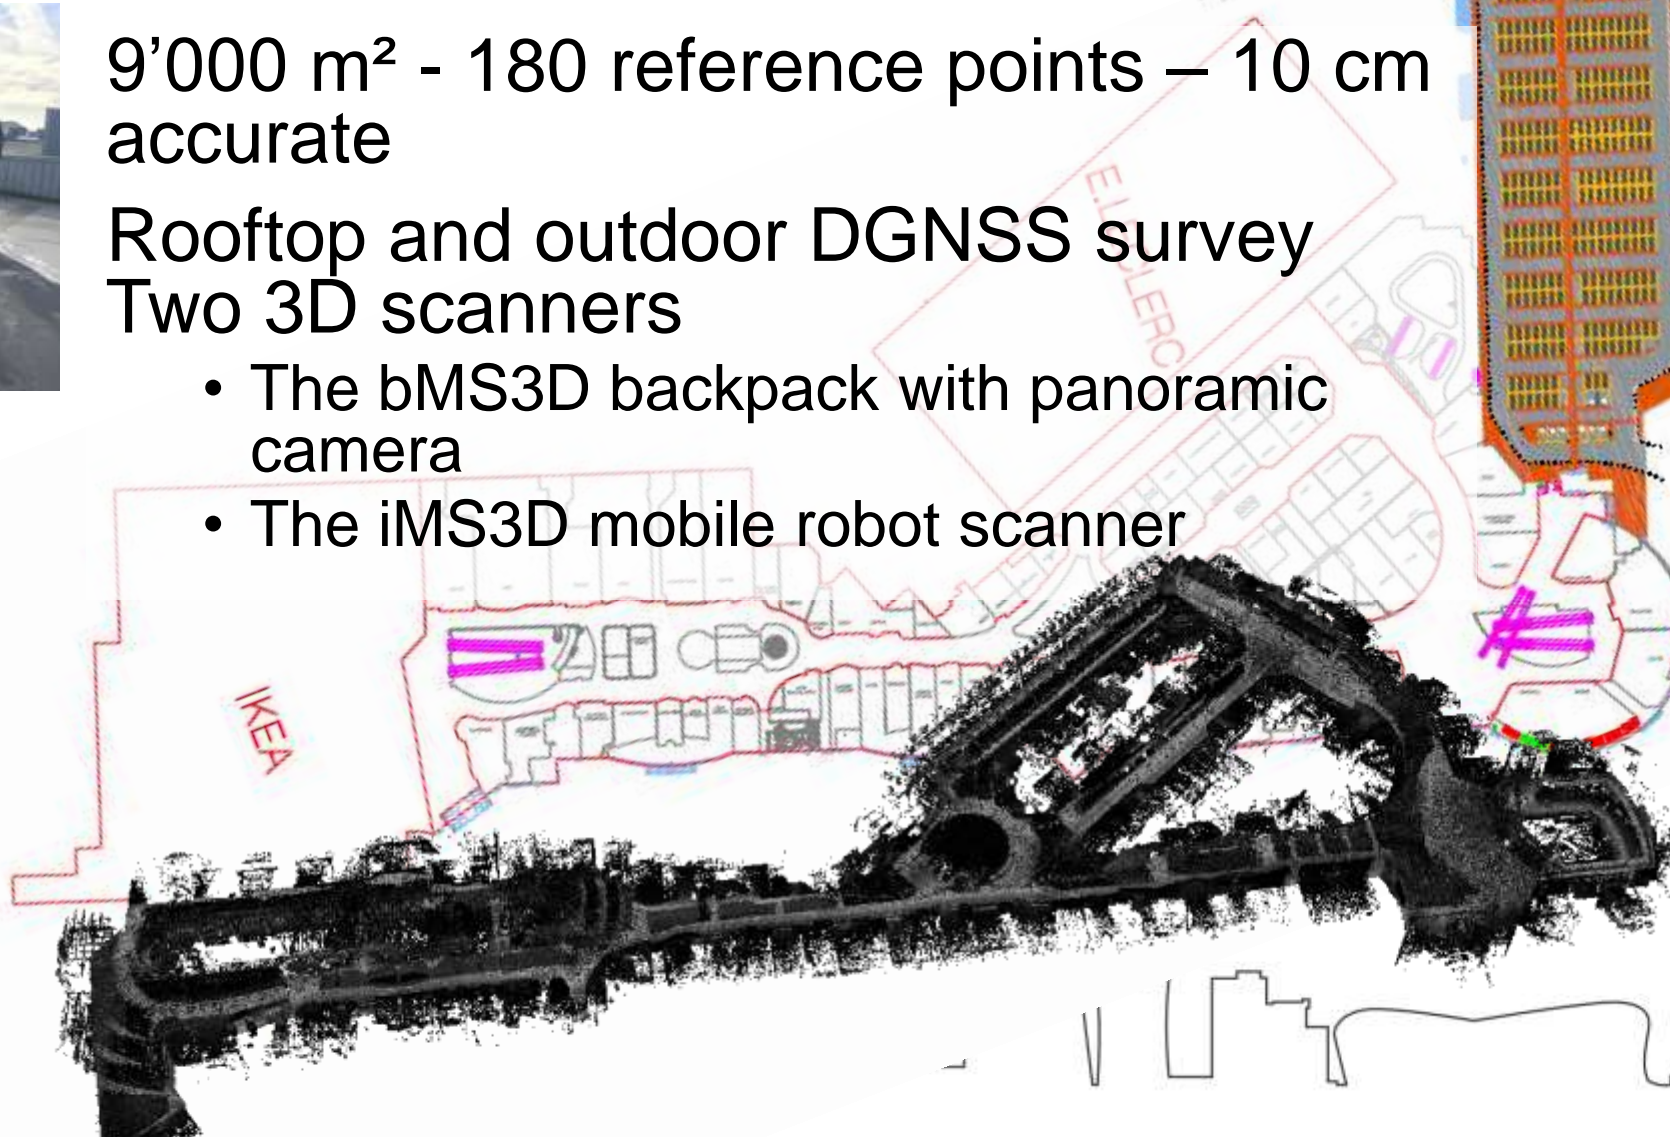 9’000 m² - 180 reference points – 10 cm
accurate
Rooftop and outdoor DGNSS survey
Two 3D scanners
• The bMS3D backpack with panoramic
camera
• The iMS3D mobile robot scanner
E.LECLERC
IKEA